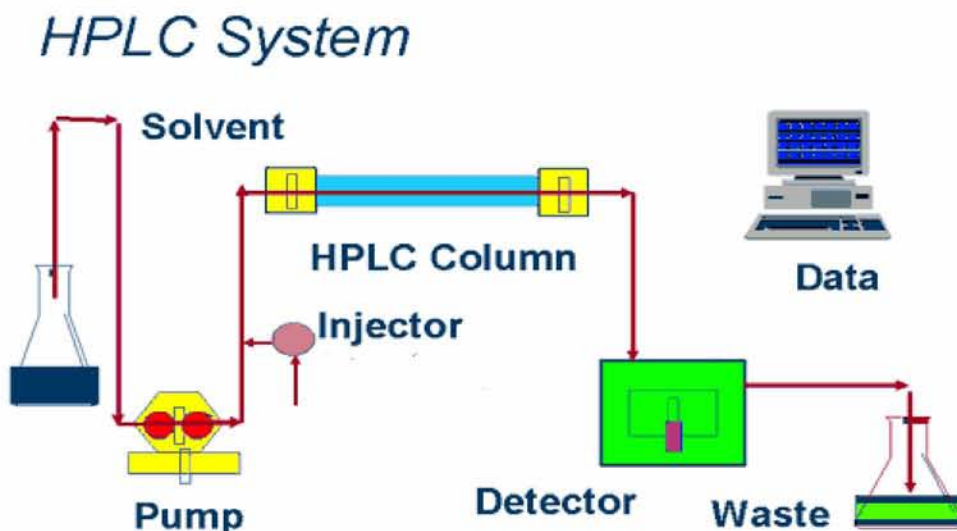 HPLC System
Solvent
HPLC Column
Data
Injector
Detector
Waste
Pump